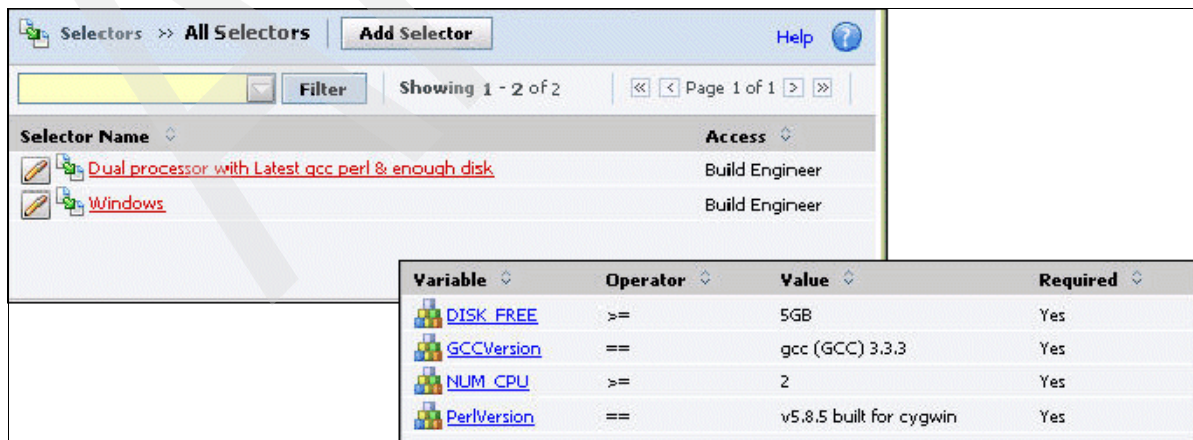 Selectors >> All Selectors Add Selector Help ?
Filter Showing 1 - 2 of 2 Page 1 of 1
Selector Name Access
Dual processor with Latest gcc perl & enough disk Build Engineer
Windows Build Engineer
Variable Operator Value Required
DISK_FREE >= 5GB Yes
GCCVersion == gcc (GCC) 3.3.3 Yes
NUM_CPU >= 2 Yes
PerlVersion == v5.8.5 built for cygwin Yes